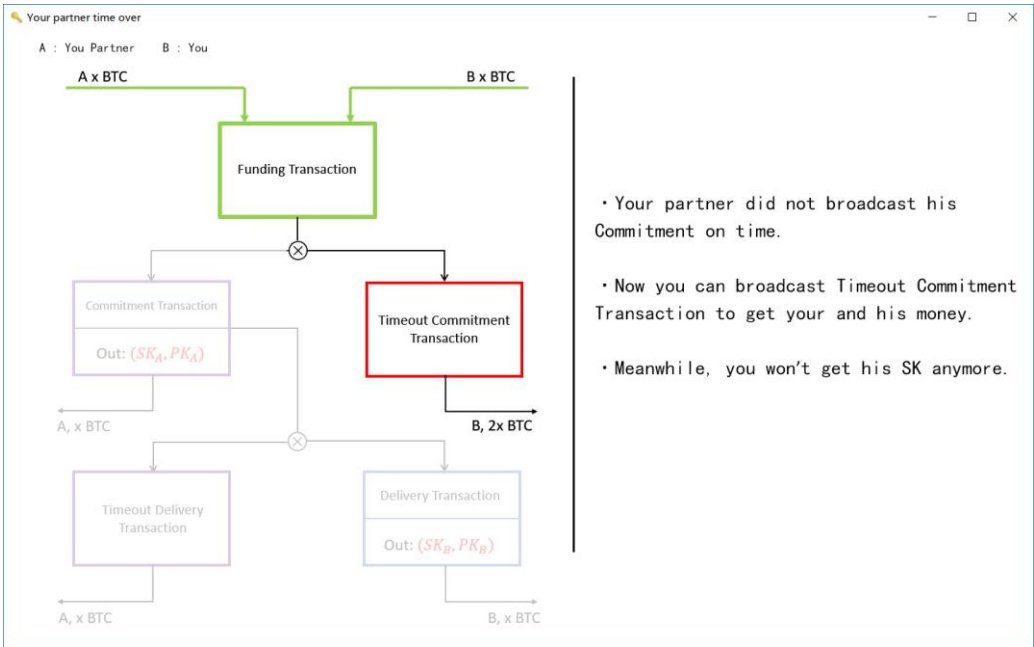 Your partner time over
A : You Partner B : You
A x BTC
B x BTC
Funding Transaction
Commitment Transaction
Out: (SK_A, PK_A)
A, x BTC
Timeout Commitment
Transaction
B, 2x BTC
Timeout Delivery
Transaction
A, x BTC
Delivery Transaction
Out: (SK_B, PK_B)
B, x BTC
· Your partner did not broadcast his
Commitment on time.
· Now you can broadcast Timeout Commitment
Transaction to get your and his money.
· Meanwhile, you won't get his SK anymore.